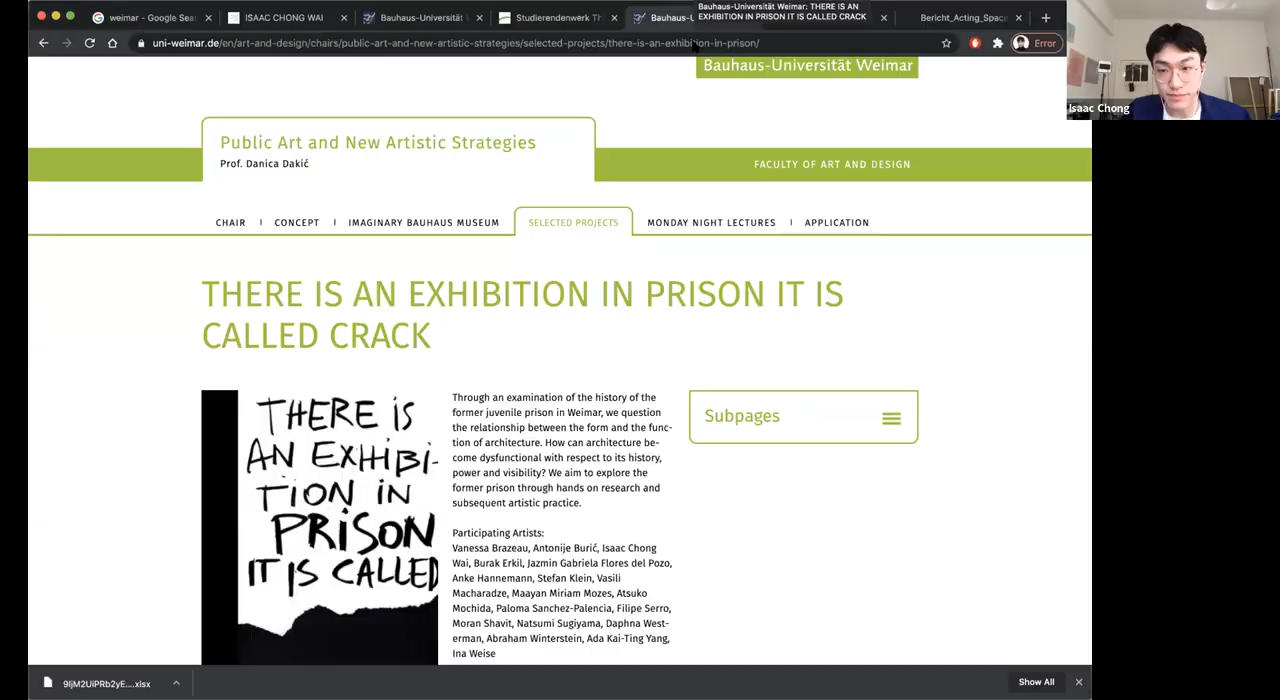 weimar - Google Sea
ISAAC CHONG WAI
Bauhaus-Universität
Studierendenwerk Th
Bauhaus-U
Bauhaus-Universität Weimar: THERE IS AN
EXHIBITION IN PRISON IT IS CALLED CRACK
Bericht_Acting_Spac
uni-weimar.de/en/art-and-design/chairs/public-art-and-new-artistic-strategies/selected-projects/there-is-an-exhibition-in-prison/
Error
Isaac Chong
Bauhaus-Universität Weimar
Public Art and New Artistic Strategies
Prof. Danica Dakić
FACULTY OF ART AND DESIGN
CHAIR
CONCEPT
IMAGINARY BAUHAUS MUSEUM
SELECTED PROJECTS
MONDAY NIGHT LECTURES
APPLICATION
THERE IS AN EXHIBITION IN PRISON IT IS
CALLED CRACK
THERE iS
AN EXHiBi-
TiON iN
PRiSON
iT iS CALLED
Through an examination of the history of the
former juvenile prison in Weimar, we question
the relationship between the form and the func-
tion of architecture. How can architecture be-
come dysfunctional with respect to its history,
power and visibility? We aim to explore the
former prison through hands on research and
subsequent artistic practice.
Participating Artists:
Vanessa Brazeau, Antonije Burić, Isaac Chong
Wai, Burak Erkil, Jazmin Gabriela Flores del Pozo,
Anke Hannemann, Stefan Klein, Vasili
Macharadze, Maayan Miriam Mozes, Atsuko
Mochida, Paloma Sanchez-Palencia, Filipe Serro,
Moran Shavit, Natsumi Sugiyama, Daphna West-
erman, Abraham Winterstein, Ada Kai-Ting Yang,
Ina Weise
Subpages
9IjM2UiPRb2yE....xlsx
Show All